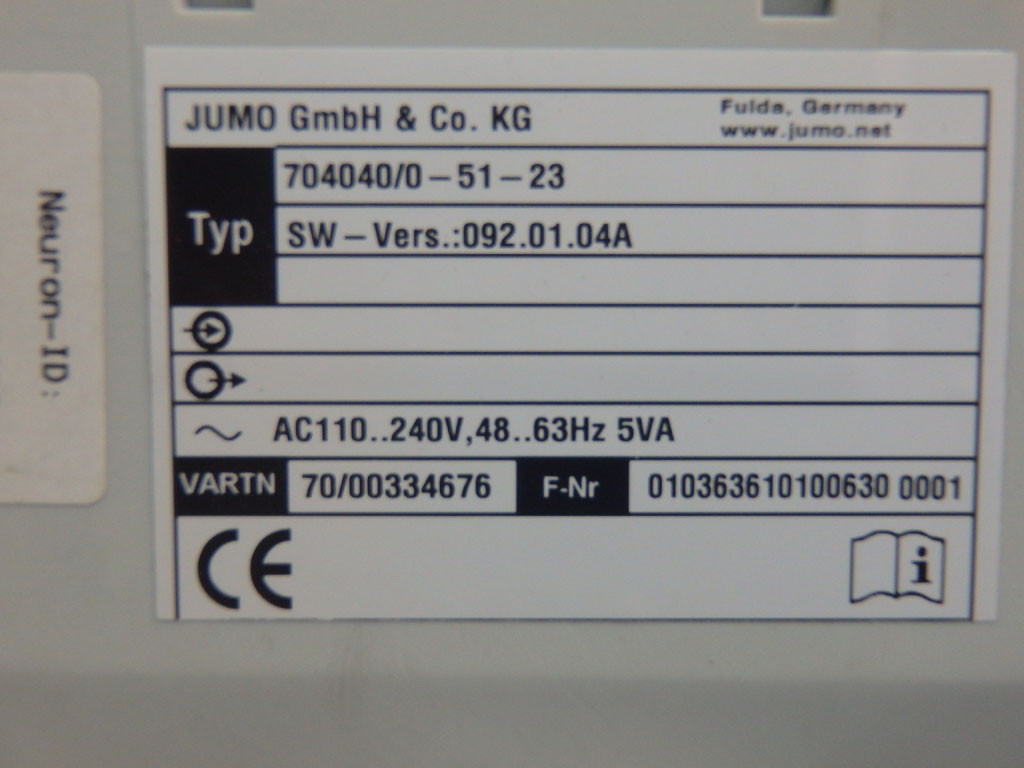 JUMO GmbH & Co. KG
Fulda, Germany
www.jumo.net
Typ
704040/0-51-23
SW-Vers.:092.01.04A
AC110..240V,48..63Hz 5VA
VARTN 70/00334676 F-Nr 010363610100630 0001
CE
i
Neuron-ID: